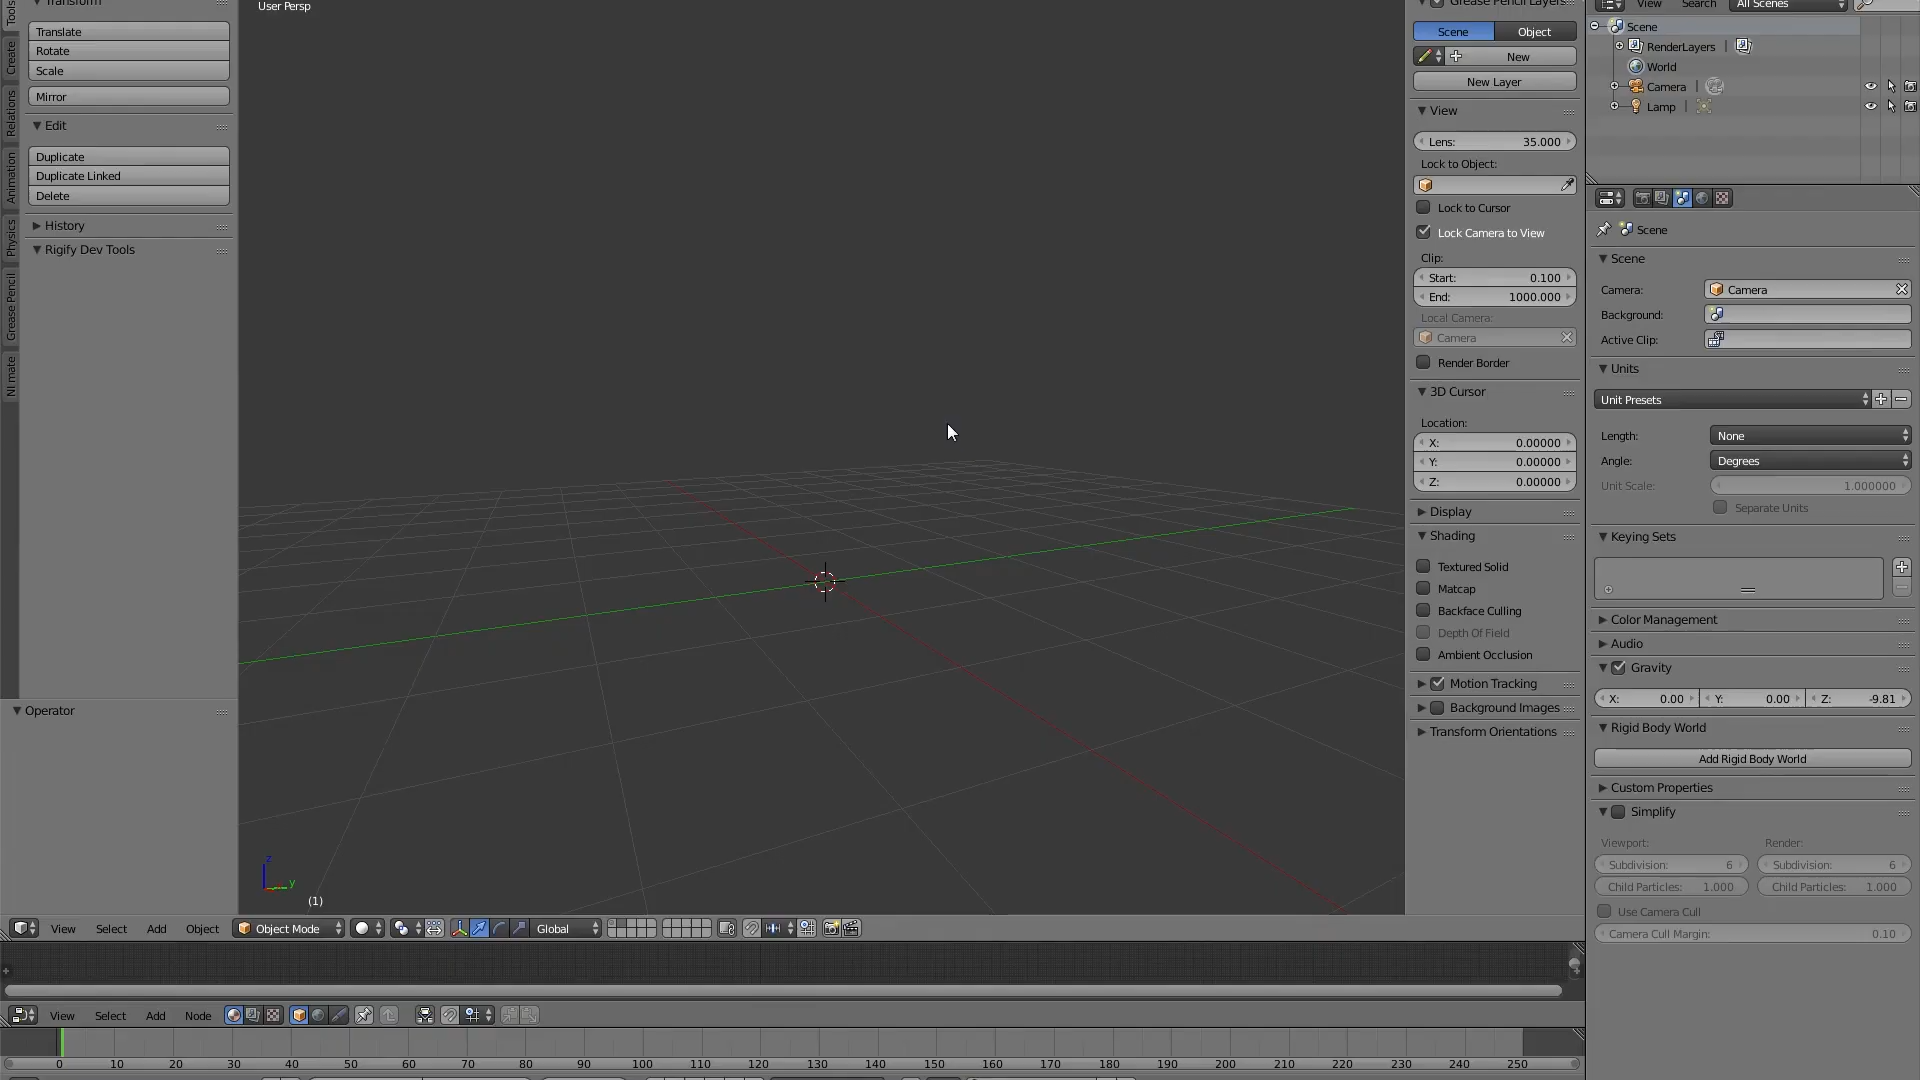 Transform
Translate
Rotate
Scale
Mirror
Edit
Duplicate
Duplicate Linked
Delete
History
Rigify Dev Tools
Operator
Tools
Create
Relations
Animation
Physics
Grease Pencil
NI mate
User Persp
z
y
(1)
Grease Pencil Layers
Scene Object
New
New Layer
View
Lens: 35.000
Lock to Object:
Lock to Cursor
Lock Camera to View
Clip:
Start: 0.100
End: 1000.000
Local Camera:
Camera
Render Border
3D Cursor
Location:
X: 0.00000
Y: 0.00000
Z: 0.00000
Display
Shading
Textured Solid
Matcap
Backface Culling
Depth Of Field
Ambient Occlusion
Motion Tracking
Background Images
Transform Orientations
View Search All Scenes
Scene
RenderLayers
World
Camera
Lamp
Scene
Scene
Camera: Camera
Background:
Active Clip:
Units
Unit Presets
Length: None
Angle: Degrees
Unit Scale: 1.000000
Separate Units
Keying Sets
Color Management
Audio
Gravity
X: 0.00 Y: 0.00 Z: -9.81
Rigid Body World
Add Rigid Body World
Custom Properties
Simplify
Viewport: Render:
Subdivision: 6 Subdivision: 6
Child Particles: 1.000 Child Particles: 1.000
Use Camera Cull
Camera Cull Margin: 0.10
View Select Add Object Object Mode Global
View Select Add Node
0 10 20 30 40 50 60 70 80 90 100 110 120 130 140 150 160 170 180 190 200 210 220 230 240 250